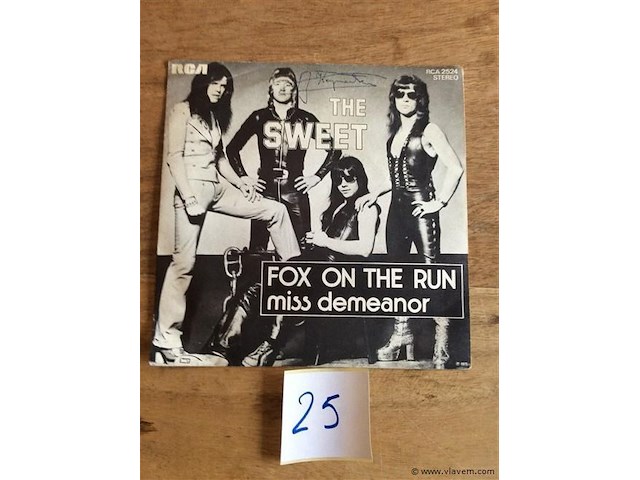 RCA
RCA 2524
STEREO
THE
SWEET
FOX ON THE RUN
miss demeanor
25
© www.vlavem.com